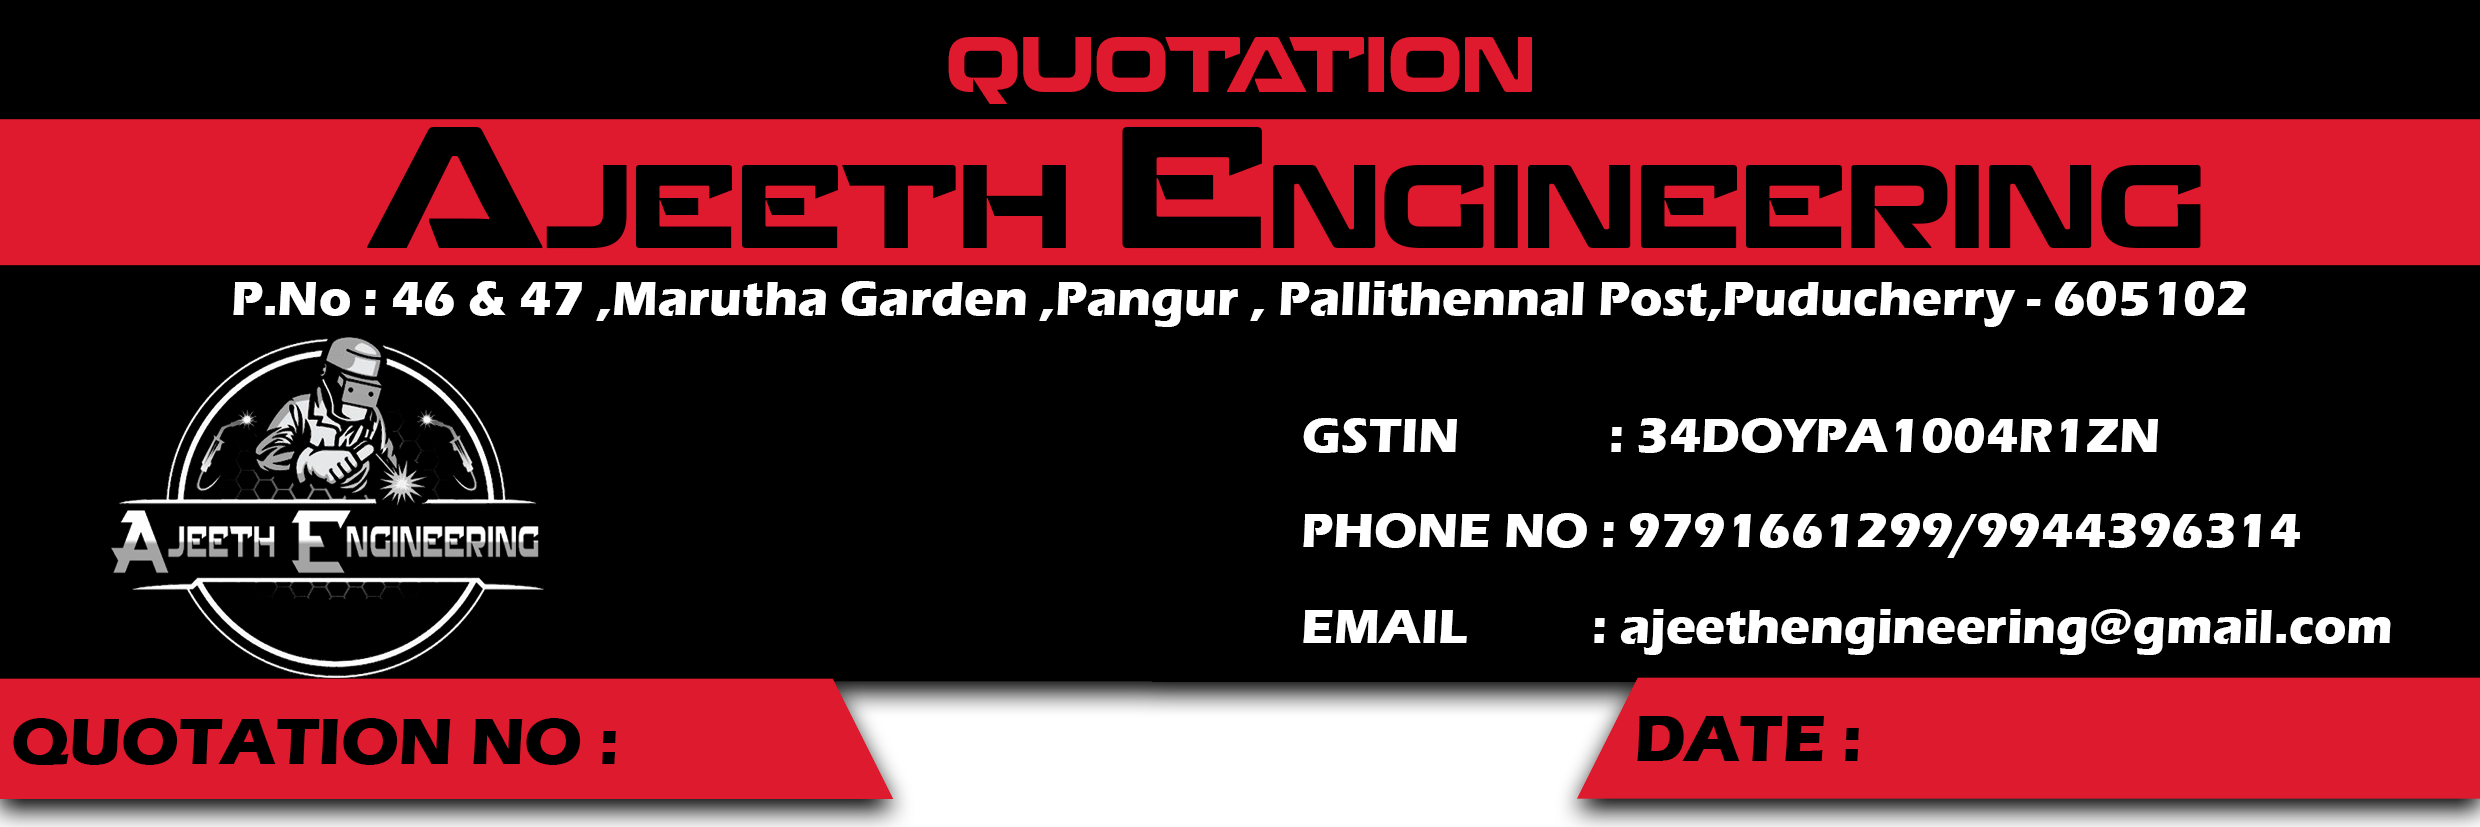 QUOTATION
AJEETH ENGINEERING
P.No : 46 & 47 ,Marutha Garden ,Pangur , Pallithennal Post,Puducherry - 605102
GSTIN : 34DOYPA1004R1ZN
PHONE NO : 9791661299/9944396314
AJEETH ENGINEERING
EMAIL : ajeethengineering@gmail.com
QUOTATION NO :
DATE :